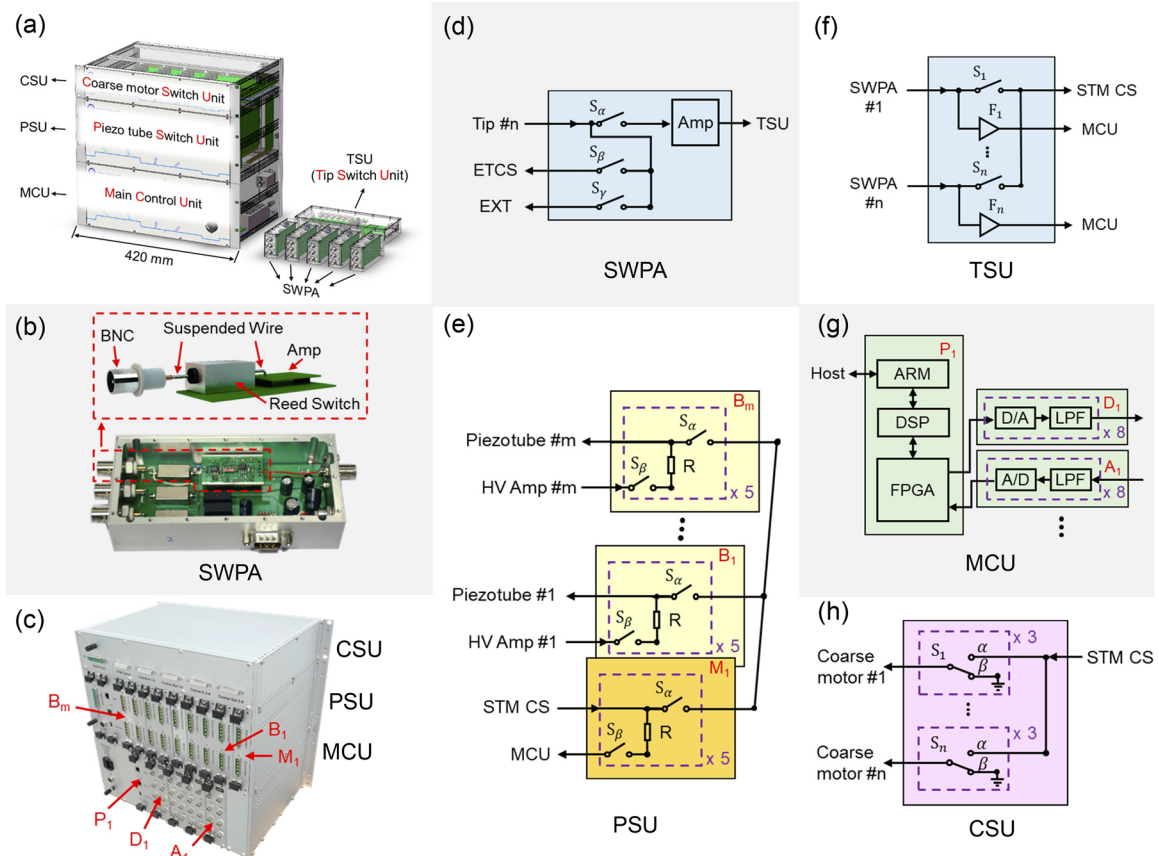 (a)
CSU
PSU
MCU
Coarse motor Switch Unit
Piezo tube Switch Unit
Main Control Unit
420 mm
TSU
(Tip Switch Unit)
SWPA
(b)
BNC
Suspended Wire
Amp
Reed Switch
SWPA
(c)
CSU
PSU
MCU
Bm
B1
M1
P1
D1
A1
(d)
Tip #n
Sα
Amp
TSU
Sβ
ETCS
Sγ
EXT
SWPA
(e)
Bm
Sα
Piezotube #m
R
Sβ
HV Amp #m
x 5
B1
Sα
Piezotube #1
R
Sβ
HV Amp #1
x 5
M1
Sα
STM CS
R
Sβ
MCU
x 5
PSU
(f)
SWPA
#1
S1
STM CS
F1
MCU
SWPA
#n
Sn
Fn
MCU
TSU
(g)
P1
Host
ARM
DSP
FPGA
D1
D/A
LPF
x 8
A1
A/D
LPF
x 8
MCU
(h)
x 3
S1
α
β
STM CS
Coarse
motor #1
x 3
Sn
α
β
Coarse
motor #n
CSU